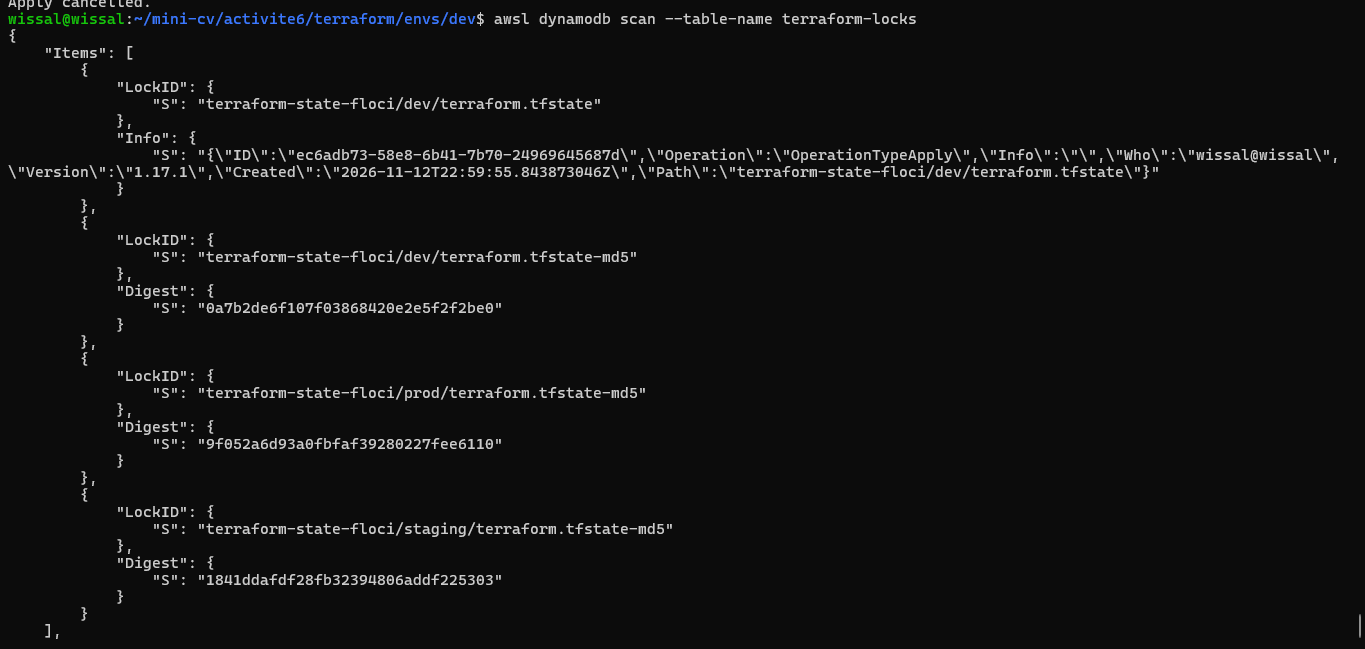 Apply cancelled.
wissal@wissal:~/mini-cv/activite6/terraform/envs/dev$ awsl dynamodb scan --table-name terraform-locks
{
    "Items": [
        {
            "LockID": {
                "S": "terraform-state-floci/dev/terraform.tfstate"
            },
            "Info": {
                "S": "{\"ID\":\"ec6adb73-58e8-6b41-7b70-24969645687d\",\"Operation\":\"OperationTypeApply\",\"Info\":\"\",\"Who\":\"wissal@wissal\",
\"Version\":\"1.17.1\",\"Created\":\"2026-11-12T22:59:55.843873046Z\",\"Path\":\"terraform-state-floci/dev/terraform.tfstate\"}"
            }
        },
        {
            "LockID": {
                "S": "terraform-state-floci/dev/terraform.tfstate-md5"
            },
            "Digest": {
                "S": "0a7b2de6f107f03868420e2e5f2f2be0"
            }
        },
        {
            "LockID": {
                "S": "terraform-state-floci/prod/terraform.tfstate-md5"
            },
            "Digest": {
                "S": "9f052a6d93a0fbfaf39280227fee6110"
            }
        },
        {
            "LockID": {
                "S": "terraform-state-floci/staging/terraform.tfstate-md5"
            },
            "Digest": {
                "S": "1841ddafdf28fb32394806addf225303"
            }
        }
    ],